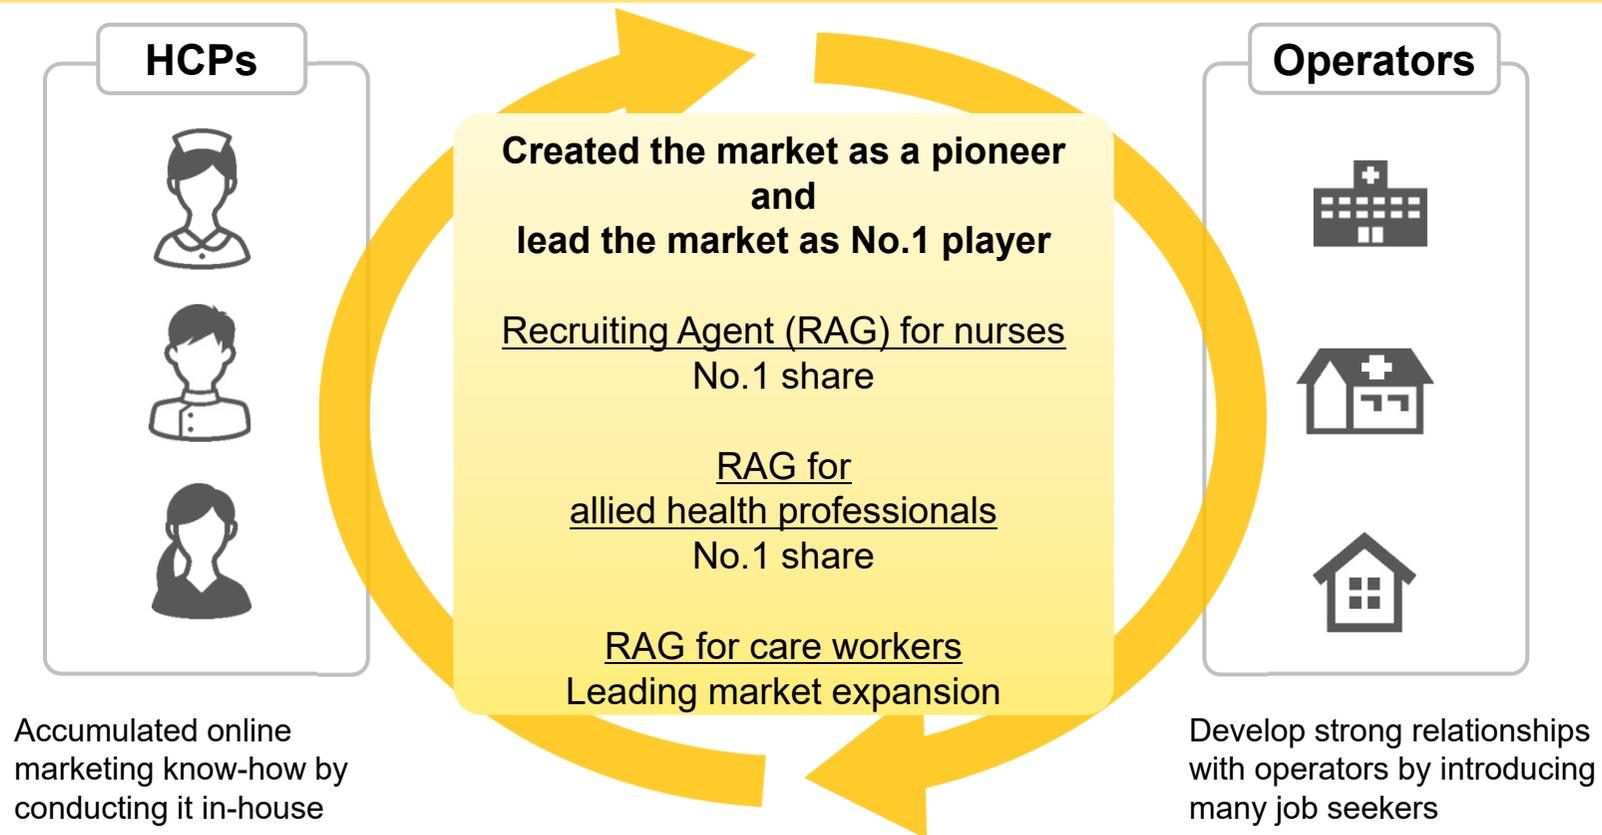 HCPs
Operators
Created the market as a pioneer
and
lead the market as No.1 player
Recruiting Agent (RAG) for nurses
No.1 share
RAG for
allied health professionals
No.1 share
RAG for care workers
Leading market expansion
Accumulated online
marketing know-how by
conducting it in-house
Develop strong relationships
with operators by introducing
many job seekers